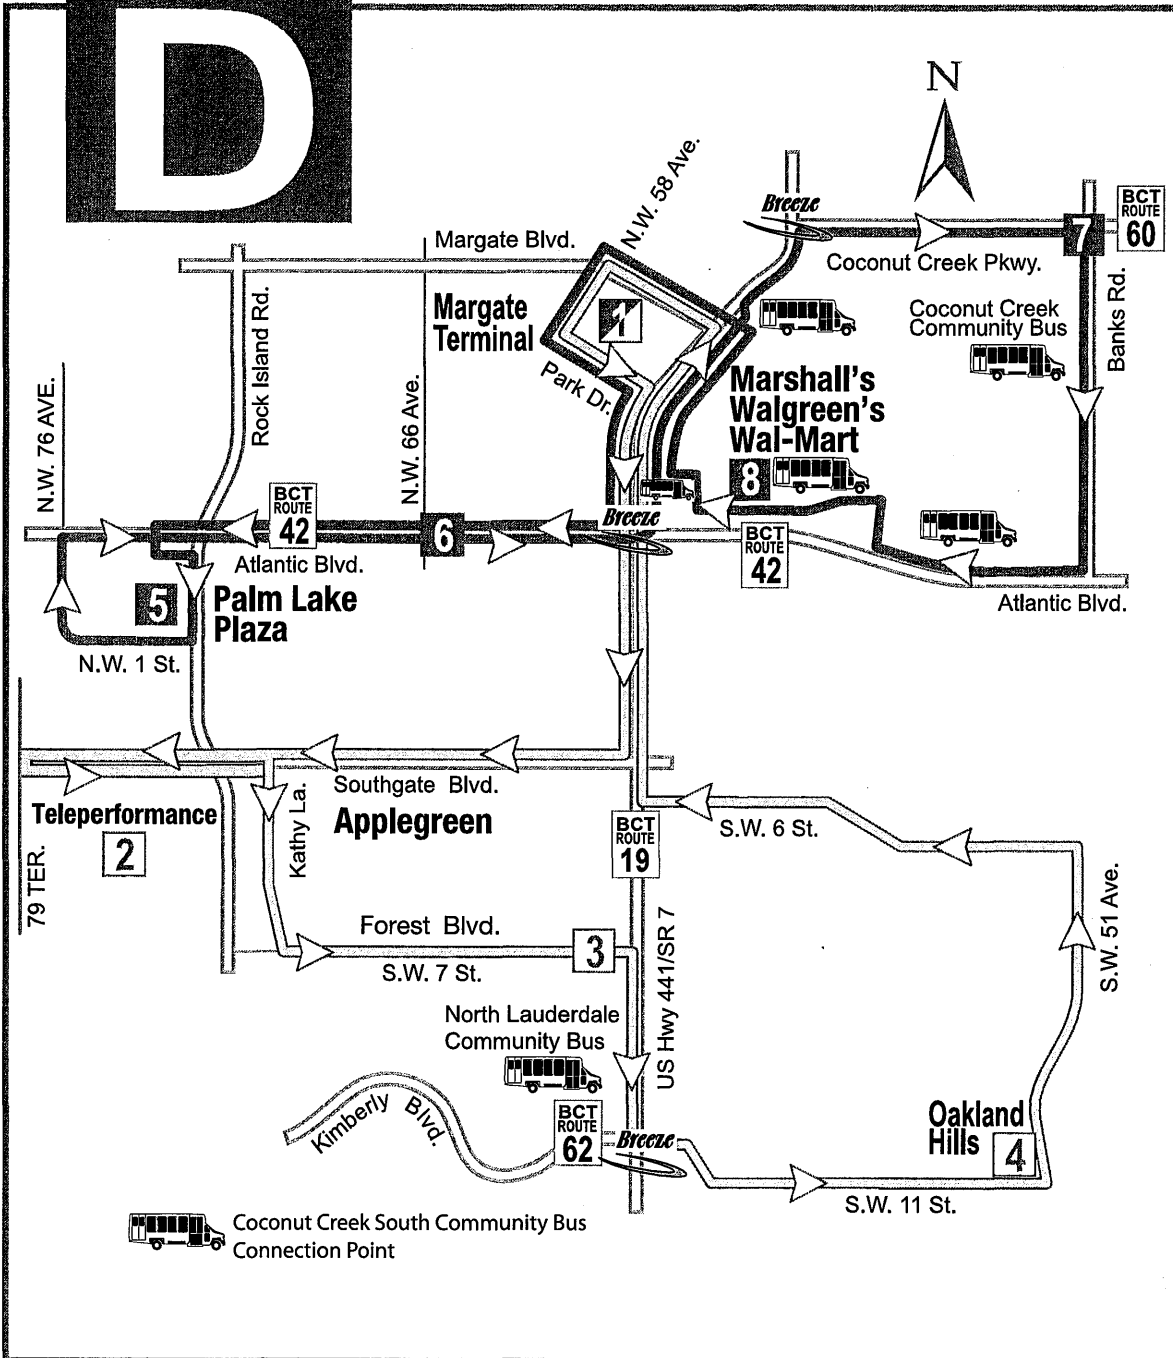 D
N
N.W. 58 Ave.
Breeze
BCT
ROUTE
60
7
Margate Blvd.
Coconut Creek Pkwy.
Margate
Terminal
1
Coconut Creek
Community Bus
Banks Rd.
Rock Island Rd.
Park Dr.
N.W. 76 AVE.
N.W. 66 Ave.
Marshall's
Walgreen's
Wal-Mart
8
BCT
ROUTE
42
6
Breeze
BCT
ROUTE
42
Atlantic Blvd.
Atlantic Blvd.
5
Palm Lake
Plaza
N.W. 1 St.
Southgate Blvd.
Teleperformance
2
Applegreen
Kathy La.
79 TER.
BCT
ROUTE
19
S.W. 6 St.
S.W. 51 Ave.
Forest Blvd.
3
S.W. 7 St.
US Hwy 441/SR 7
North Lauderdale
Community Bus
Kimberly Blvd.
BCT
ROUTE
62
Breeze
Oakland
Hills
4
S.W. 11 St.
Coconut Creek South Community Bus
Connection Point